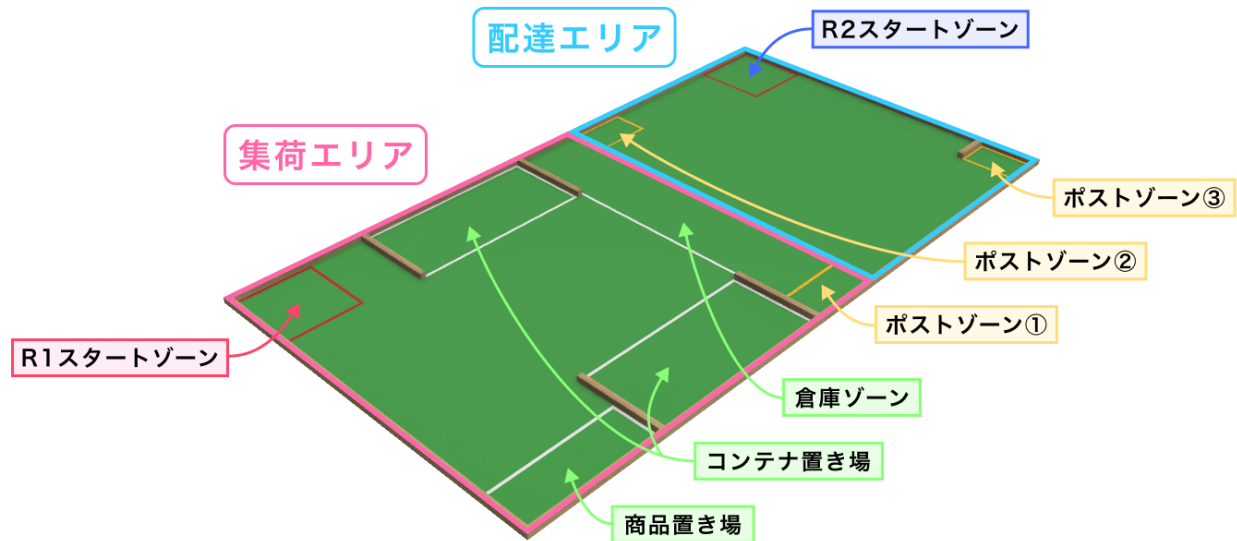 配達エリア
R2スタートゾーン
集荷エリア
ポストゾーン③
ポストゾーン②
ポストゾーン①
R1スタートゾーン
倉庫ゾーン
コンテナ置き場
商品置き場